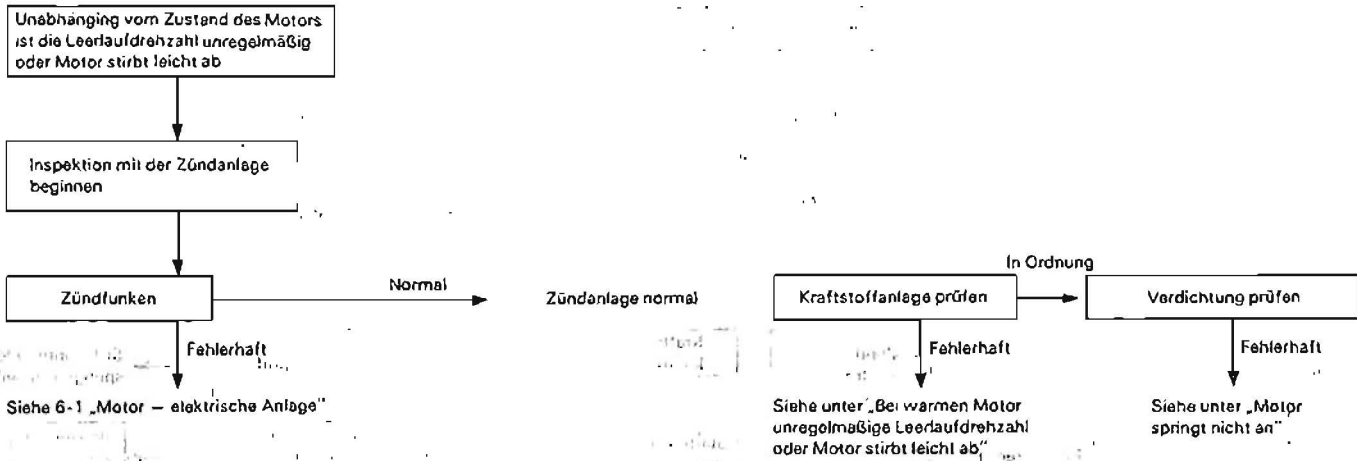 Unabhänging vom Zustand des Motors
ist die Leerlaufdrehzahl unregelmäßig
oder Motor stirbt leicht ab
Inspektion mit der Zündanlage
beginnen
In Ordnung
Zündfunken
Normal
Zündanlage normal
Kraftstoffanlage prüfen
Verdichtung prüfen
Fehlerhaft
Fehlerhaft
Fehlerhaft
Siehe 6-1 „Motor – elektrische Anlage"
Siehe unter „Bei warmen Motor
unregelmäßige Leerlaufdrehzahl
oder Motor stirbt leicht ab"
Siehe unter „Motor
springt nicht an"